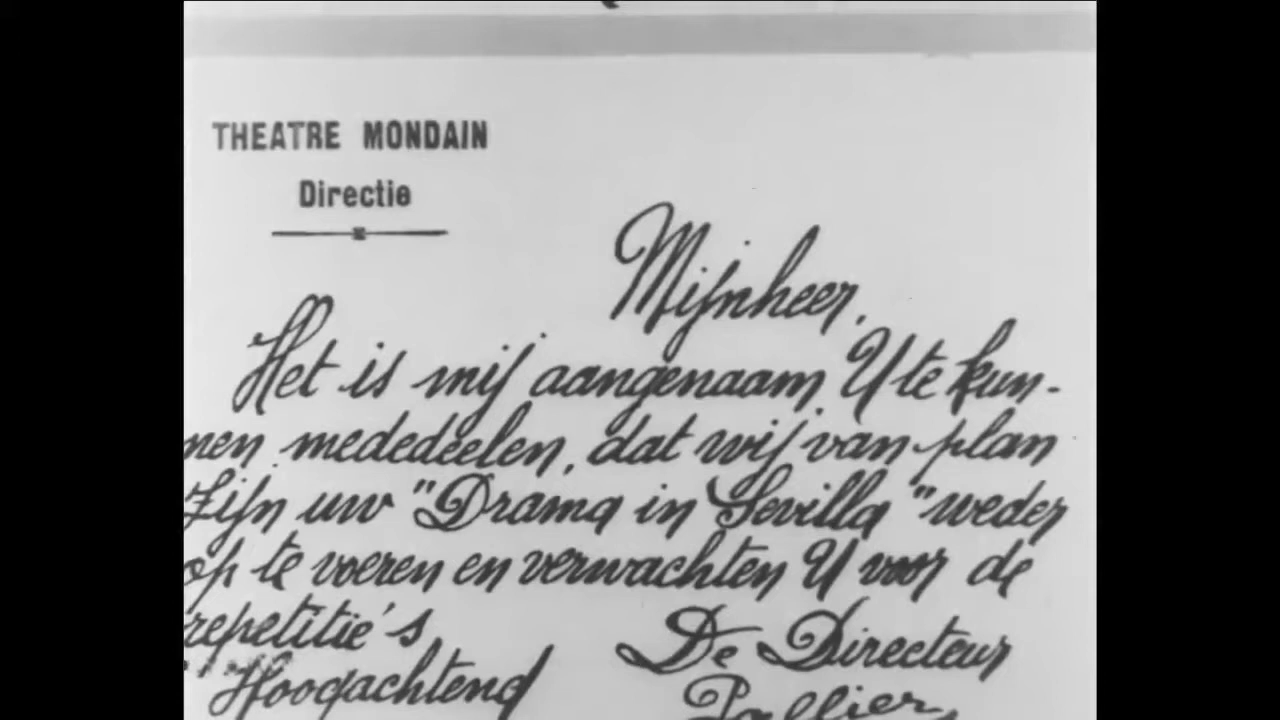 THEATRE MONDAIN
Directie
Mijnheer,
Het is mij aangenaam U te kun-
nen mededeelen, dat wij van plan
zijn uw "Drama in Sevilla" weder
op te voeren en verwachten U voor de
repetitie's
De Directeur
Hoogachtend
Pallier